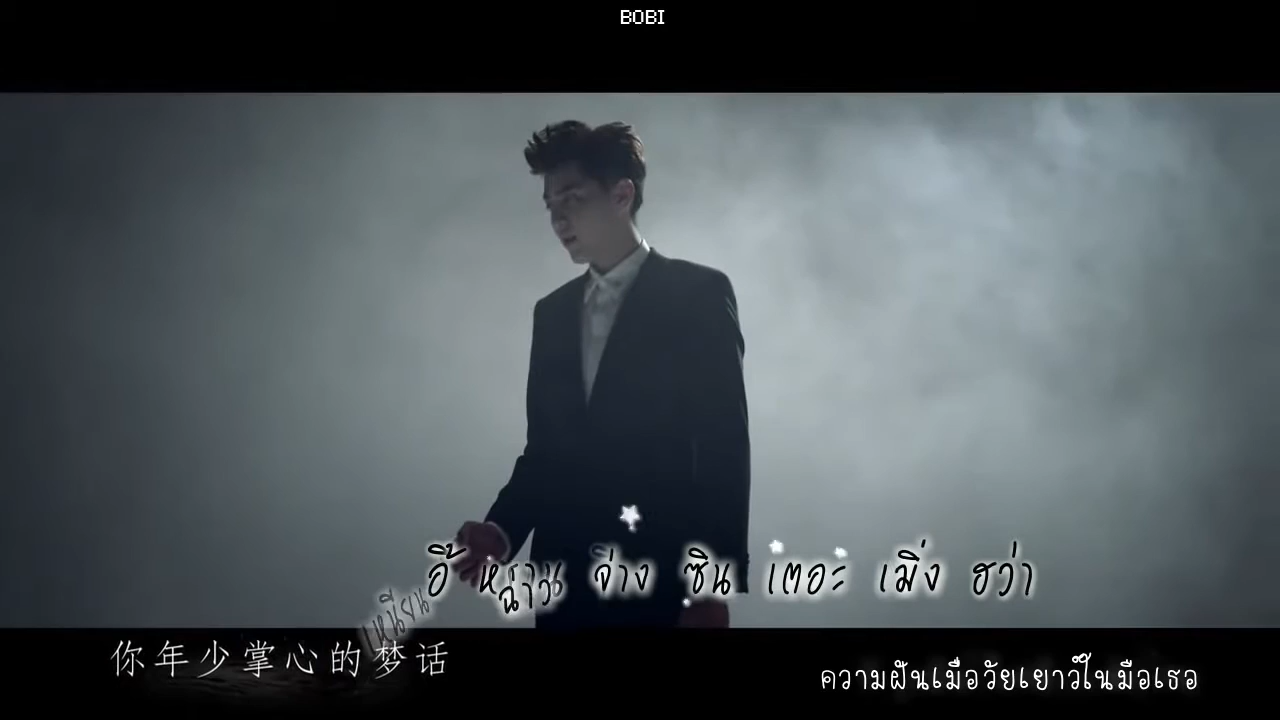 BOBI
จ่าง ซิน เตอะ เมิ่ง ฮว่า
เหนียน
你年少掌心的梦话
ความฝันเมื่อวัยเยาว์ในมือเธอ